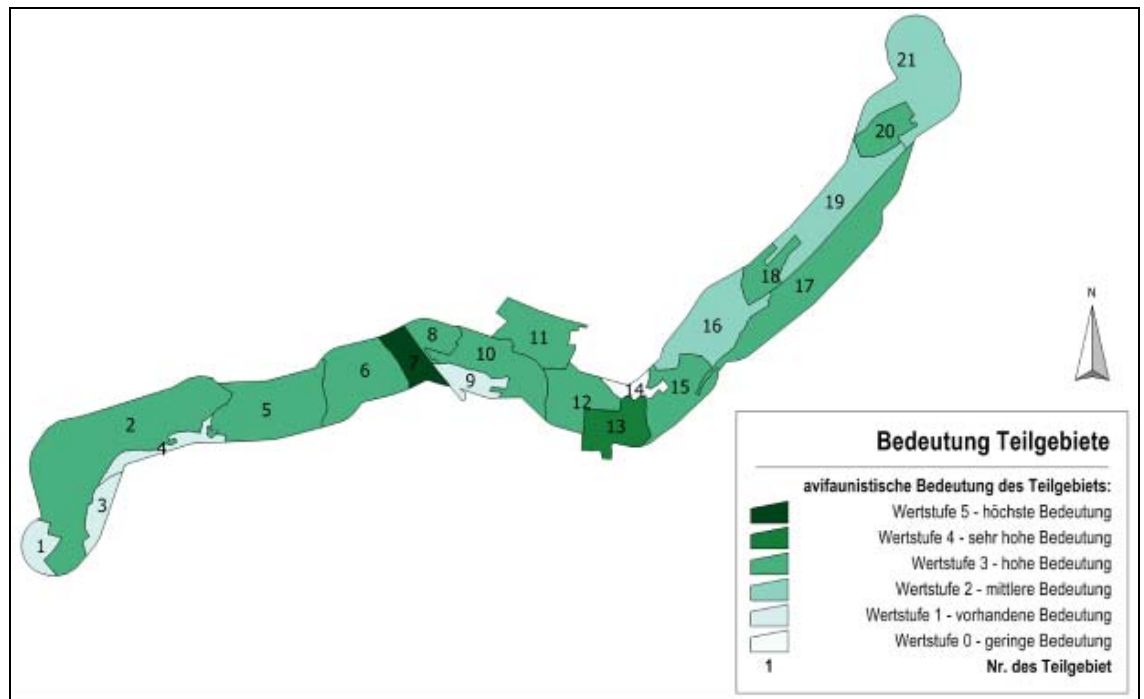 21
20
19
18
17
N
11
16
8
10
7
6
9
14
15
12
5
2
13
4
3
1
Bedeutung Teilgebiete
avifaunistische Bedeutung des Teilgebiets:
Wertstufe 5 - höchste Bedeutung
Wertstufe 4 - sehr hohe Bedeutung
Wertstufe 3 - hohe Bedeutung
Wertstufe 2 - mittlere Bedeutung
Wertstufe 1 - vorhandene Bedeutung
Wertstufe 0 - geringe Bedeutung
1 Nr. des Teilgebiet